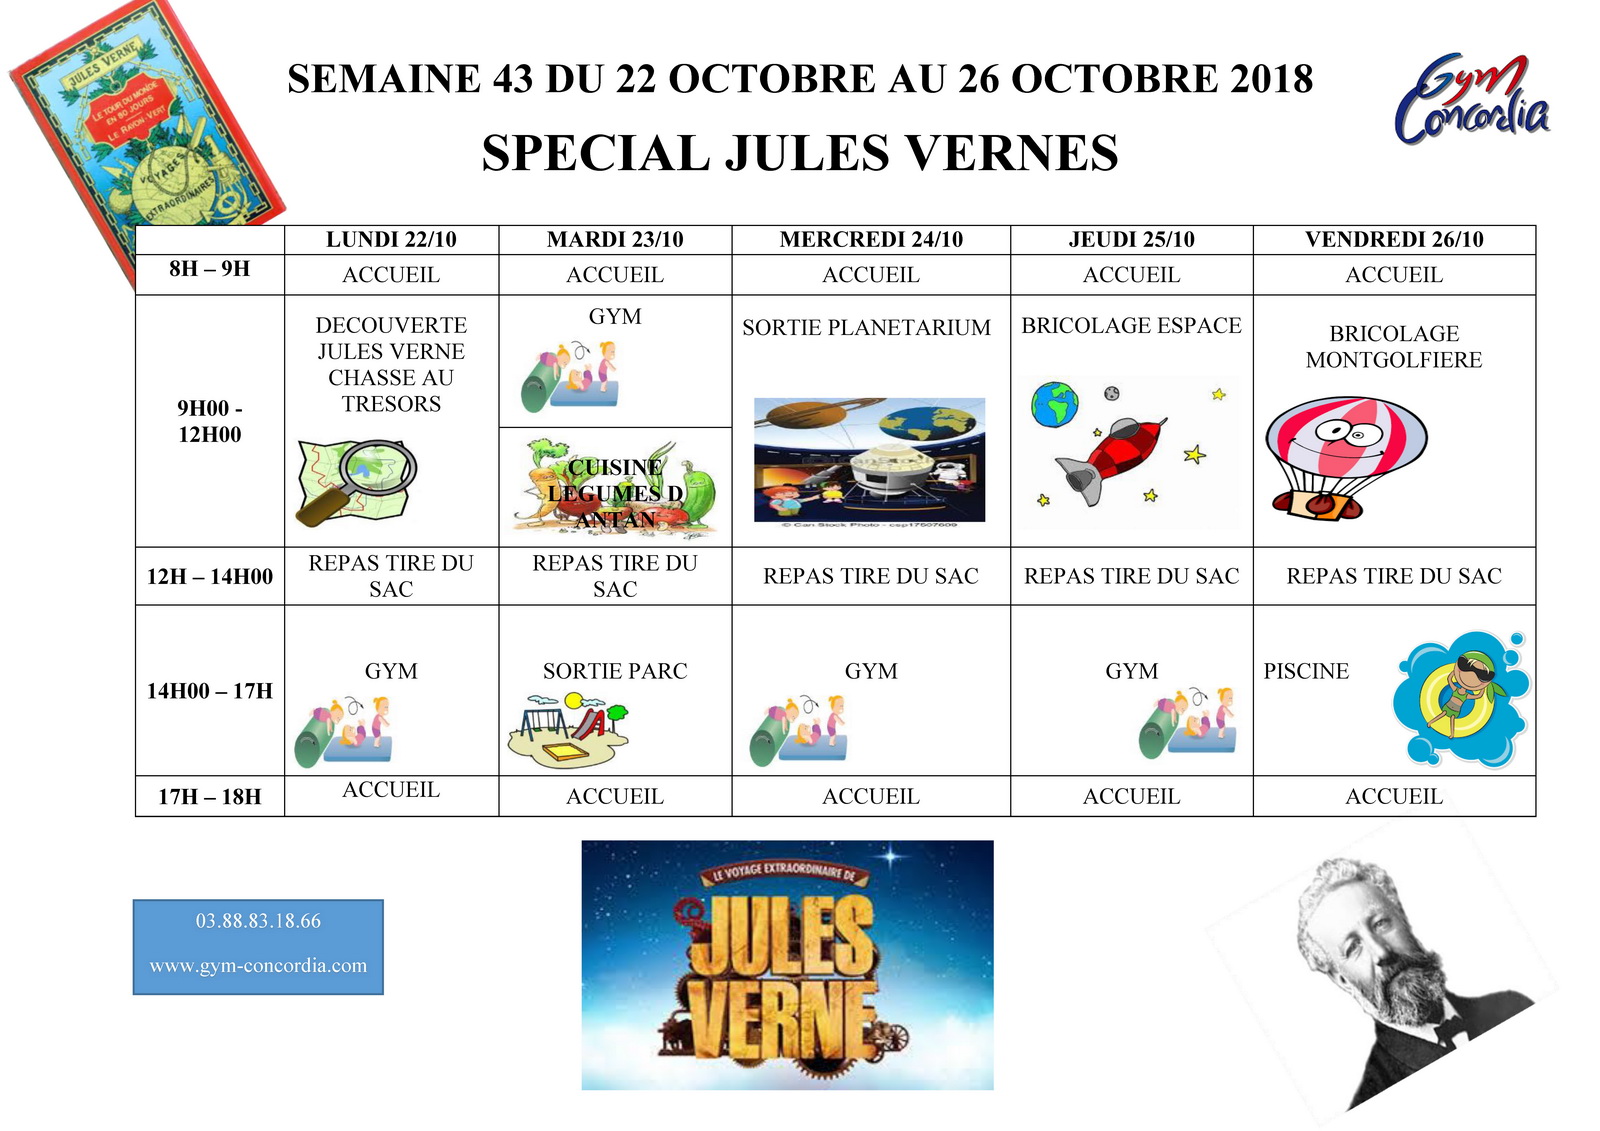 JULES VERNE
LE TOUR DU MONDE
EN 80 JOURS
LE RAYON-VERT
VOYAGES
EXTRAORDINAIRES
SEMAINE 43 DU 22 OCTOBRE AU 26 OCTOBRE 2018
SPECIAL JULES VERNES
Gym
Concordia
LUNDI 22/10 MARDI 23/10 MERCREDI 24/10 JEUDI 25/10 VENDREDI 26/10
8H – 9H ACCUEIL ACCUEIL ACCUEIL ACCUEIL ACCUEIL
9H00 -
12H00
DECOUVERTE
JULES VERNE
CHASSE AU
TRESORS
GYM
CUISINE
LEGUMES D
ANTAN
SORTIE PLANETARIUM
© Can Stock Photo - csp17507609
BRICOLAGE ESPACE
BRICOLAGE
MONTGOLFIERE
12H – 14H00
REPAS TIRE DU
SAC
REPAS TIRE DU
SAC
REPAS TIRE DU SAC
REPAS TIRE DU SAC
REPAS TIRE DU SAC
14H00 – 17H GYM SORTIE PARC GYM GYM PISCINE
17H – 18H ACCUEIL ACCUEIL ACCUEIL ACCUEIL ACCUEIL
03.88.83.18.66
www.gym-concordia.com
LE VOYAGE EXTRAORDINAIRE DE
JULES
VERNE